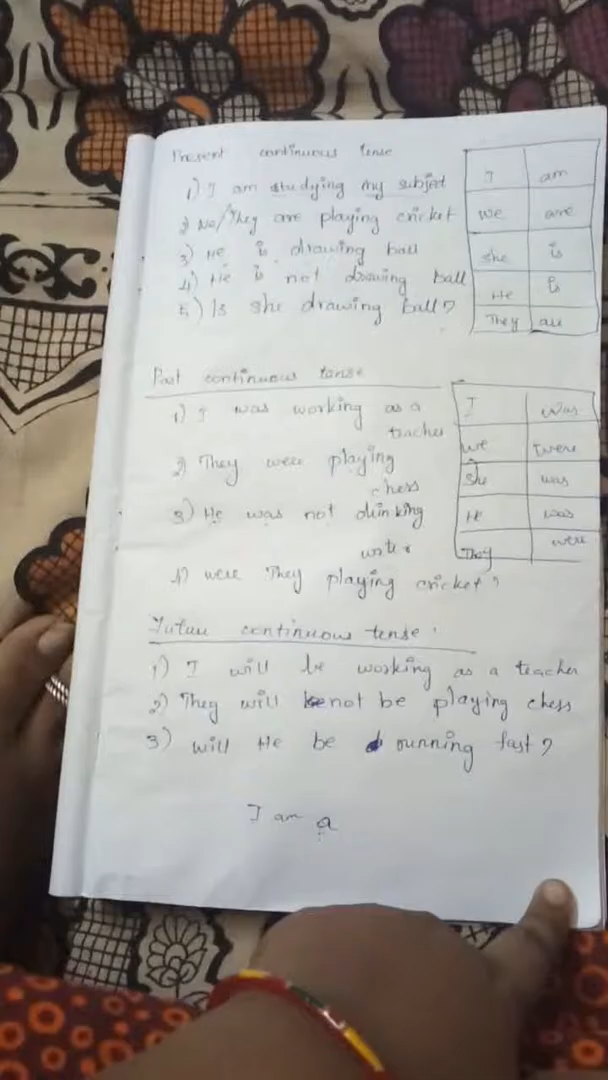 Present continuous tense
1) I am studying my subject
2) We/They are playing cricket
3) He is drawing ball
4) He is not drawing ball
5) Is she drawing ball?
I am
We are
She is
He is
They are
Past continuous tense
1) I was working as a
teacher
2) They were playing
chess
3) He was not drinking
water
4) were They playing cricket?
I was
we were
She was
He was
They were
Future continuous tense:
1) I will be working as a teacher
2) They will not be playing chess
3) will He be running fast?
I am a